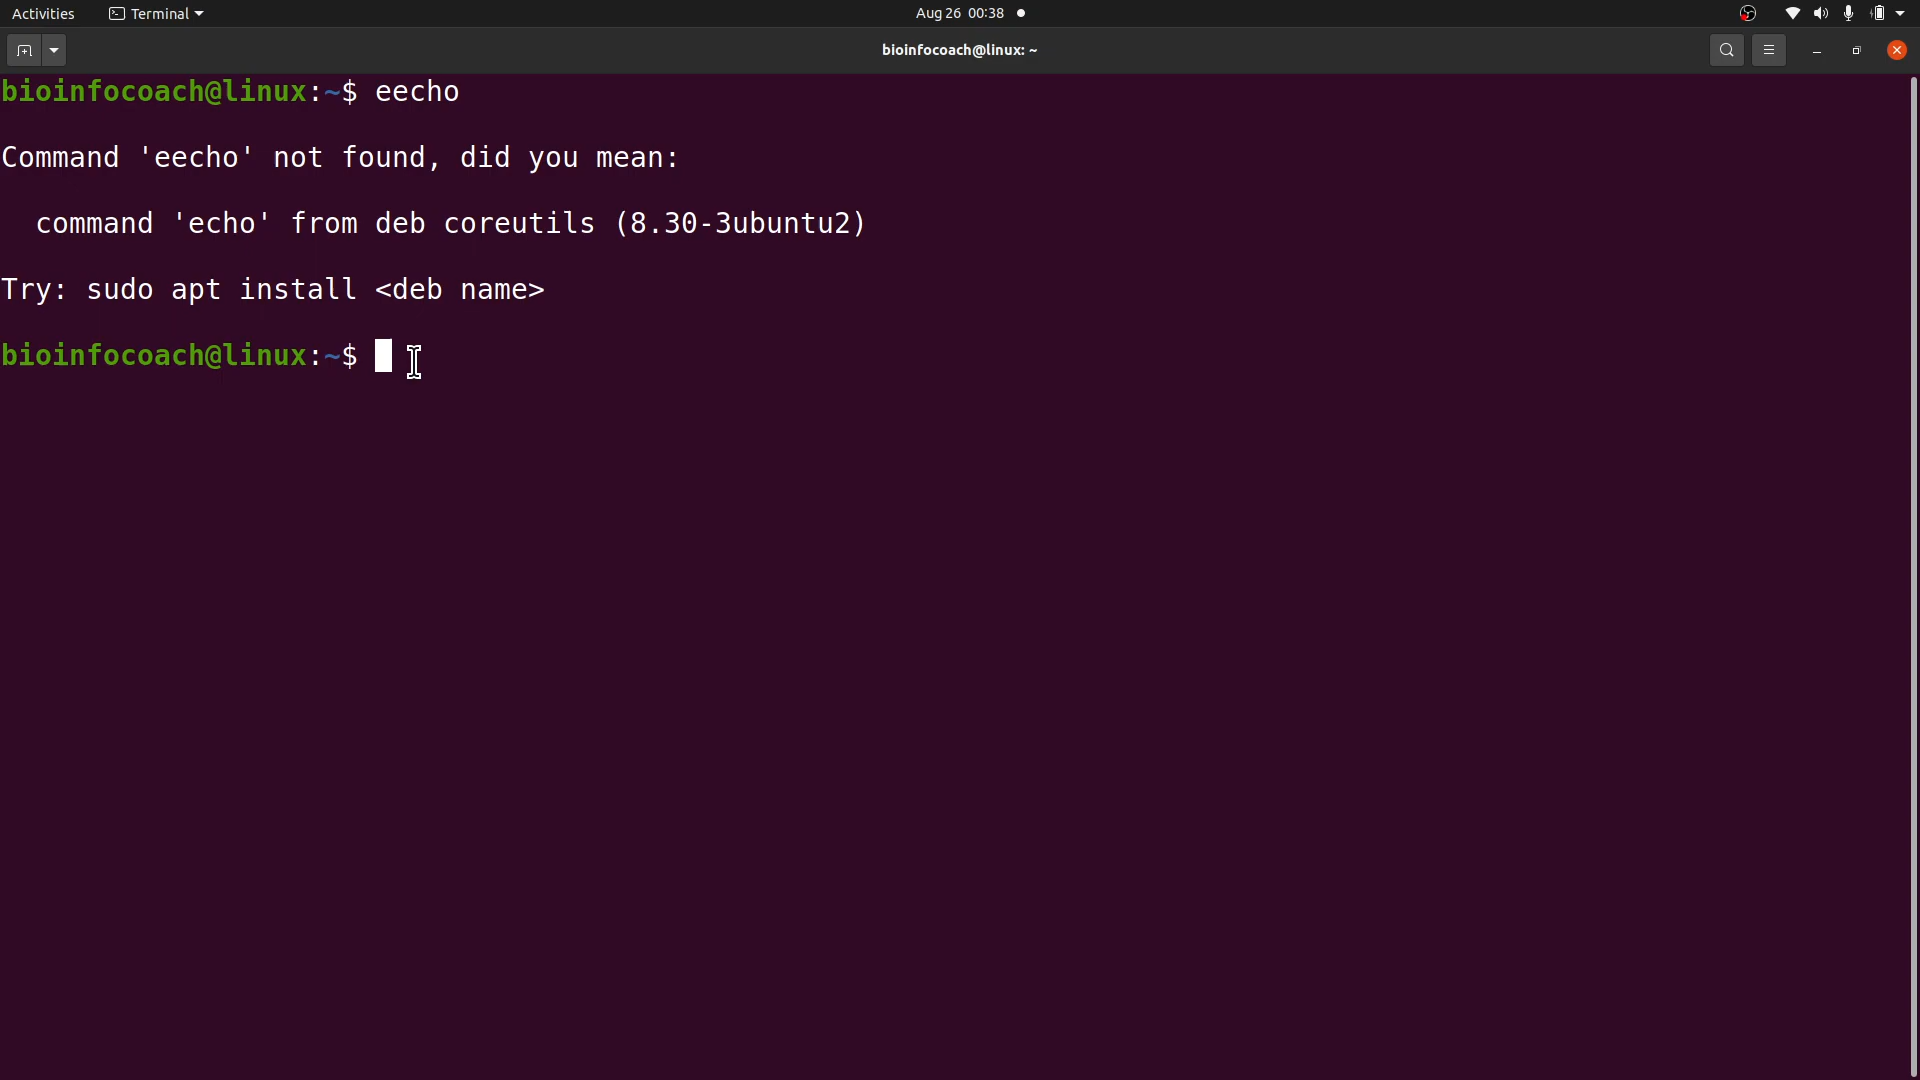 Activities Terminal Aug 26 00:38
bioinfocoach@linux: ~
bioinfocoach@linux:~$ eecho
Command 'eecho' not found, did you mean:
  command 'echo' from deb coreutils (8.30-3ubuntu2)
Try: sudo apt install <deb name>
bioinfocoach@linux:~$